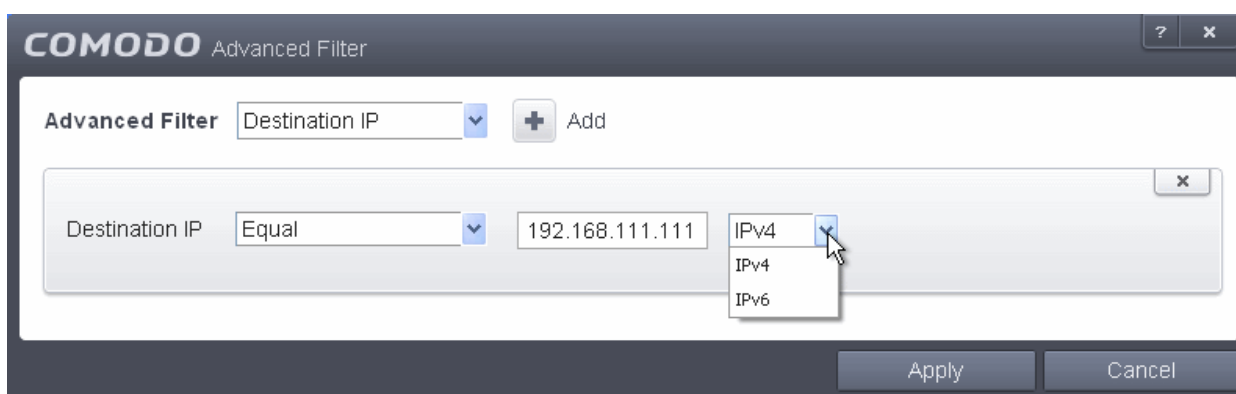 COMODO Advanced Filter ? x
Advanced Filter Destination IP + Add
x
Destination IP Equal 192.168.111.111 IPv4
IPv4
IPv6
Apply Cancel